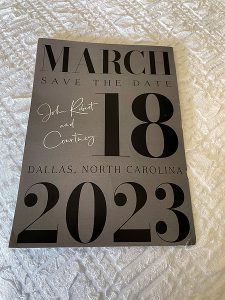 MARCH
SAVE THE DATE
John Robert
and
Courtney
18
DALLAS, NORTH CAROLINA
2023